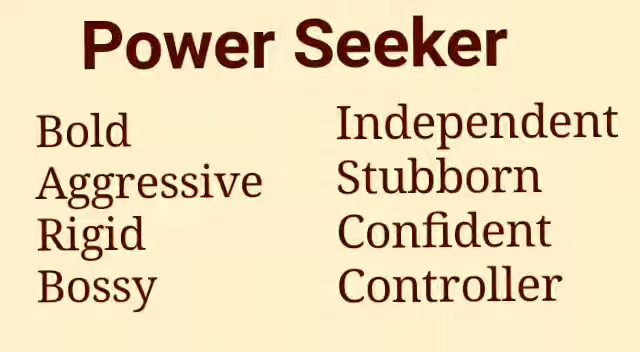 Power Seeker
Bold
Aggressive
Rigid
Bossy
Independent
Stubborn
Confident
Controller